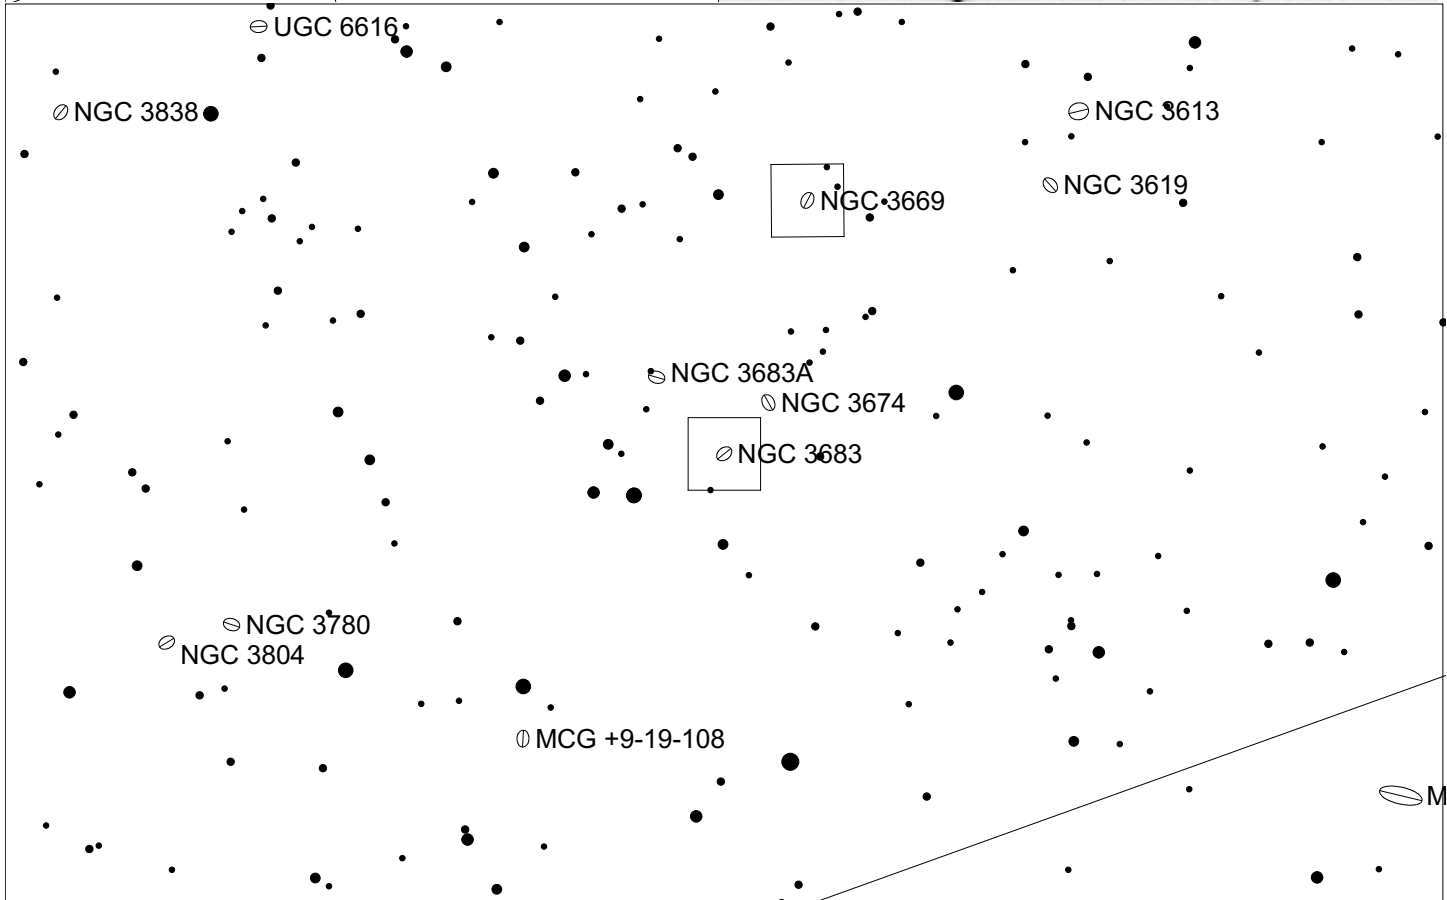 UGC 6616
NGC 3838
NGC 3613
NGC 3619
NGC 3669
NGC 3683A
NGC 3674
NGC 3683
NGC 3780
NGC 3804
MCG +9-19-108
M